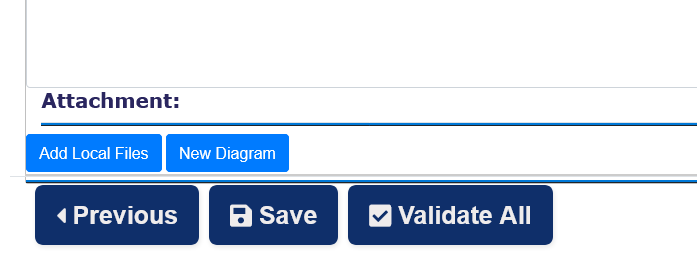 Attachment:
Add Local Files New Diagram
Previous Save Validate All